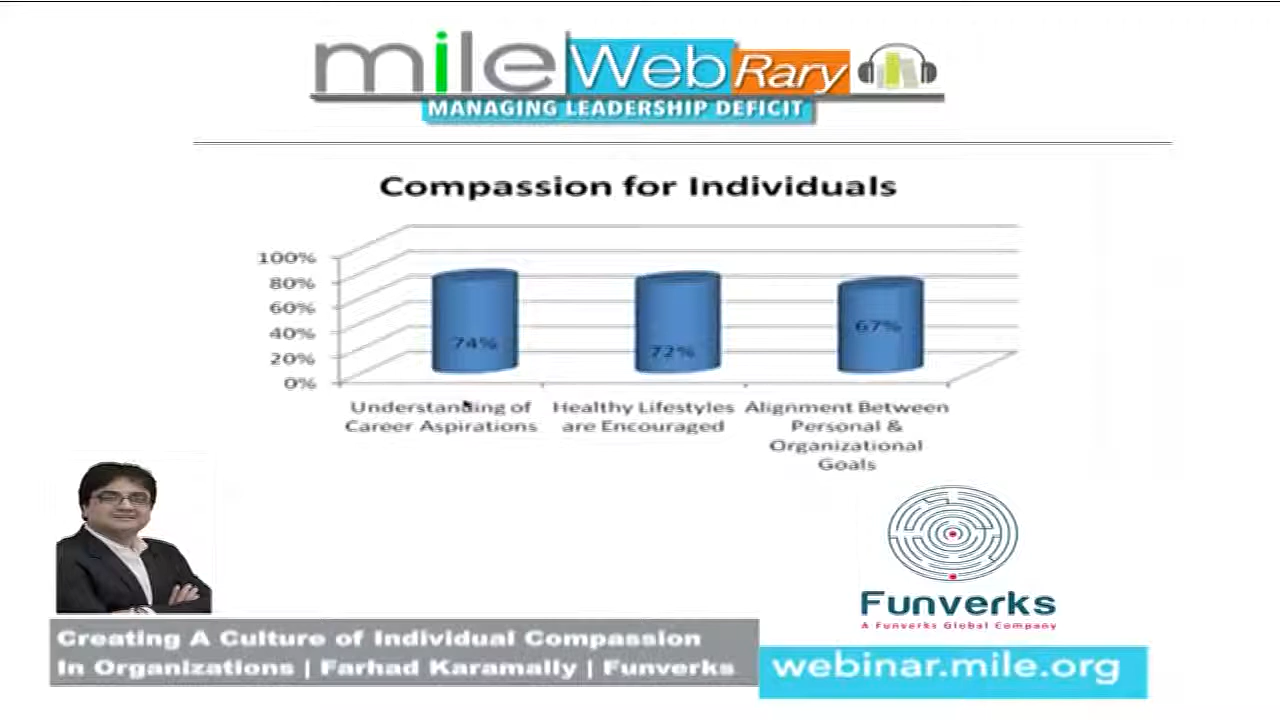 mile WebRary
MANAGING LEADERSHIP DEFICIT
Compassion for Individuals
100%
80%
60%
40%
20%
0%
74%
72%
67%
Understanding of
Career Aspirations
Healthy Lifestyles
are Encouraged
Alignment Between
Personal &
Organizational
Goals
Funverks
A Funverks Global Company
Creating A Culture of Individual Compassion
In Organizations | Farhad Karamally | Funverks
webinar.mile.org